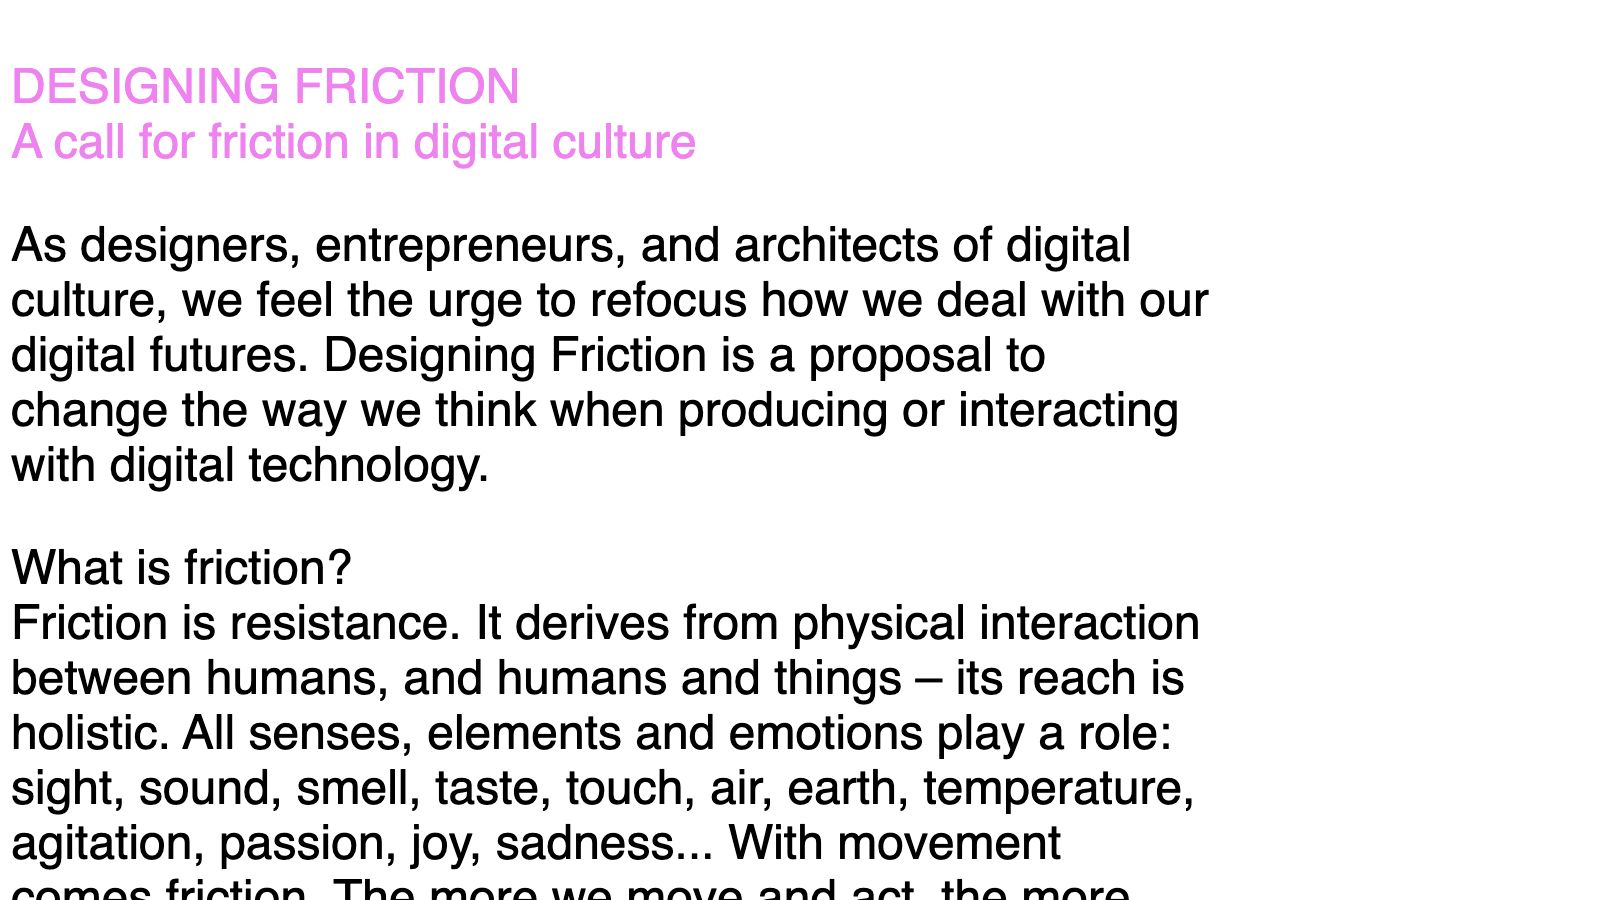 DESIGNING FRICTION
A call for friction in digital culture
As designers, entrepreneurs, and architects of digital
culture, we feel the urge to refocus how we deal with our
digital futures. Designing Friction is a proposal to
change the way we think when producing or interacting
with digital technology.
What is friction?
Friction is resistance. It derives from physical interaction
between humans, and humans and things – its reach is
holistic. All senses, elements and emotions play a role:
sight, sound, smell, taste, touch, air, earth, temperature,
agitation, passion, joy, sadness... With movement
comes friction. The more we move and act, the more